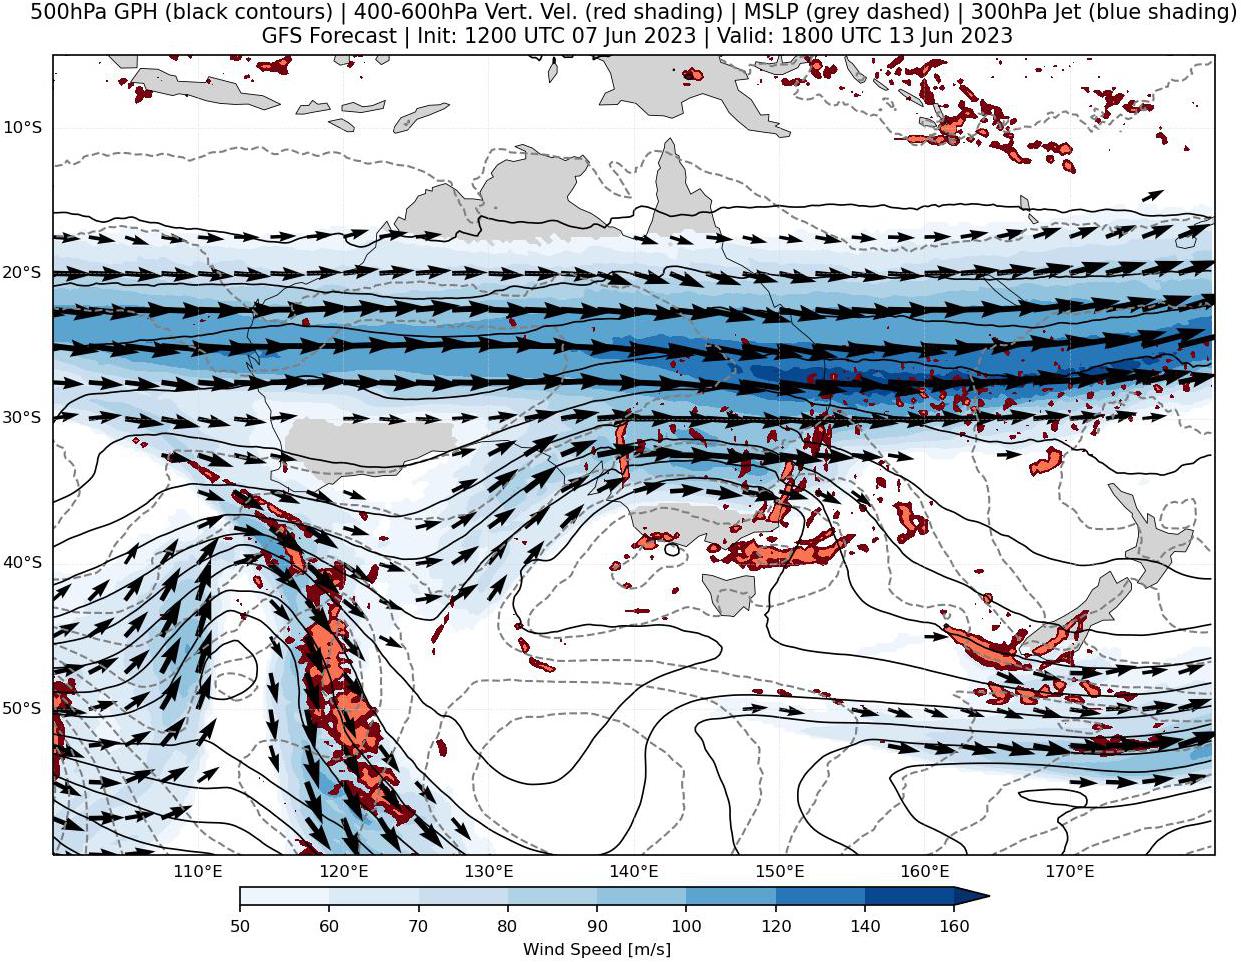 500hPa GPH (black contours) | 400-600hPa Vert. Vel. (red shading) | MSLP (grey dashed) | 300hPa Jet (blue shading)
GFS Forecast | Init: 1200 UTC 07 Jun 2023 | Valid: 1800 UTC 13 Jun 2023
10°S
20°S
30°S
40°S
50°S
110°E 120°E 130°E 140°E 150°E 160°E 170°E
50 60 70 80 90 100 120 140 160
Wind Speed [m/s]